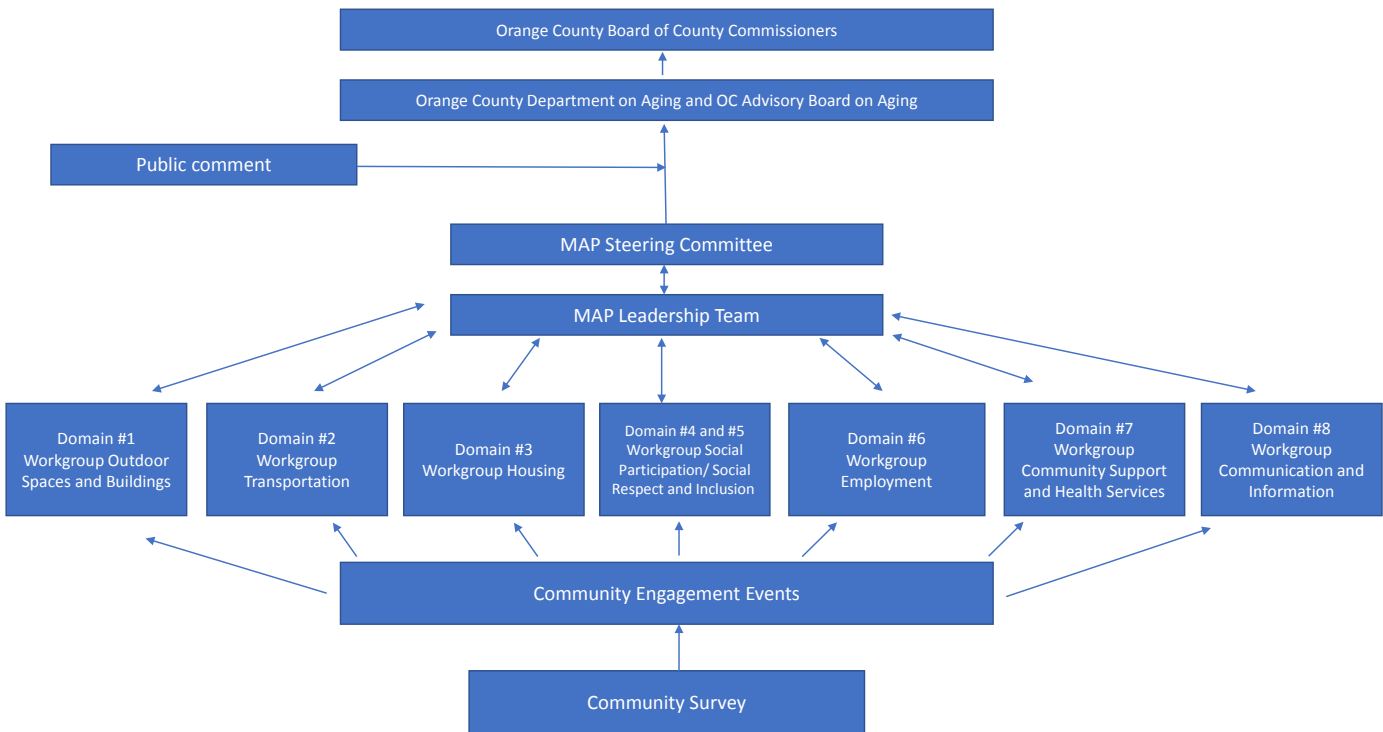 Orange County Board of County Commissioners
Orange County Department on Aging and OC Advisory Board on Aging
Public comment
MAP Steering Committee
MAP Leadership Team
Domain #1
Workgroup Outdoor
Spaces and Buildings
Domain #2
Workgroup
Transportation
Domain #3
Workgroup Housing
Domain #4 and #5
Workgroup Social
Participation/ Social
Respect and Inclusion
Domain #6
Workgroup
Employment
Domain #7
Workgroup
Community Support
and Health Services
Domain #8
Workgroup
Communication and
Information
Community Engagement Events
Community Survey